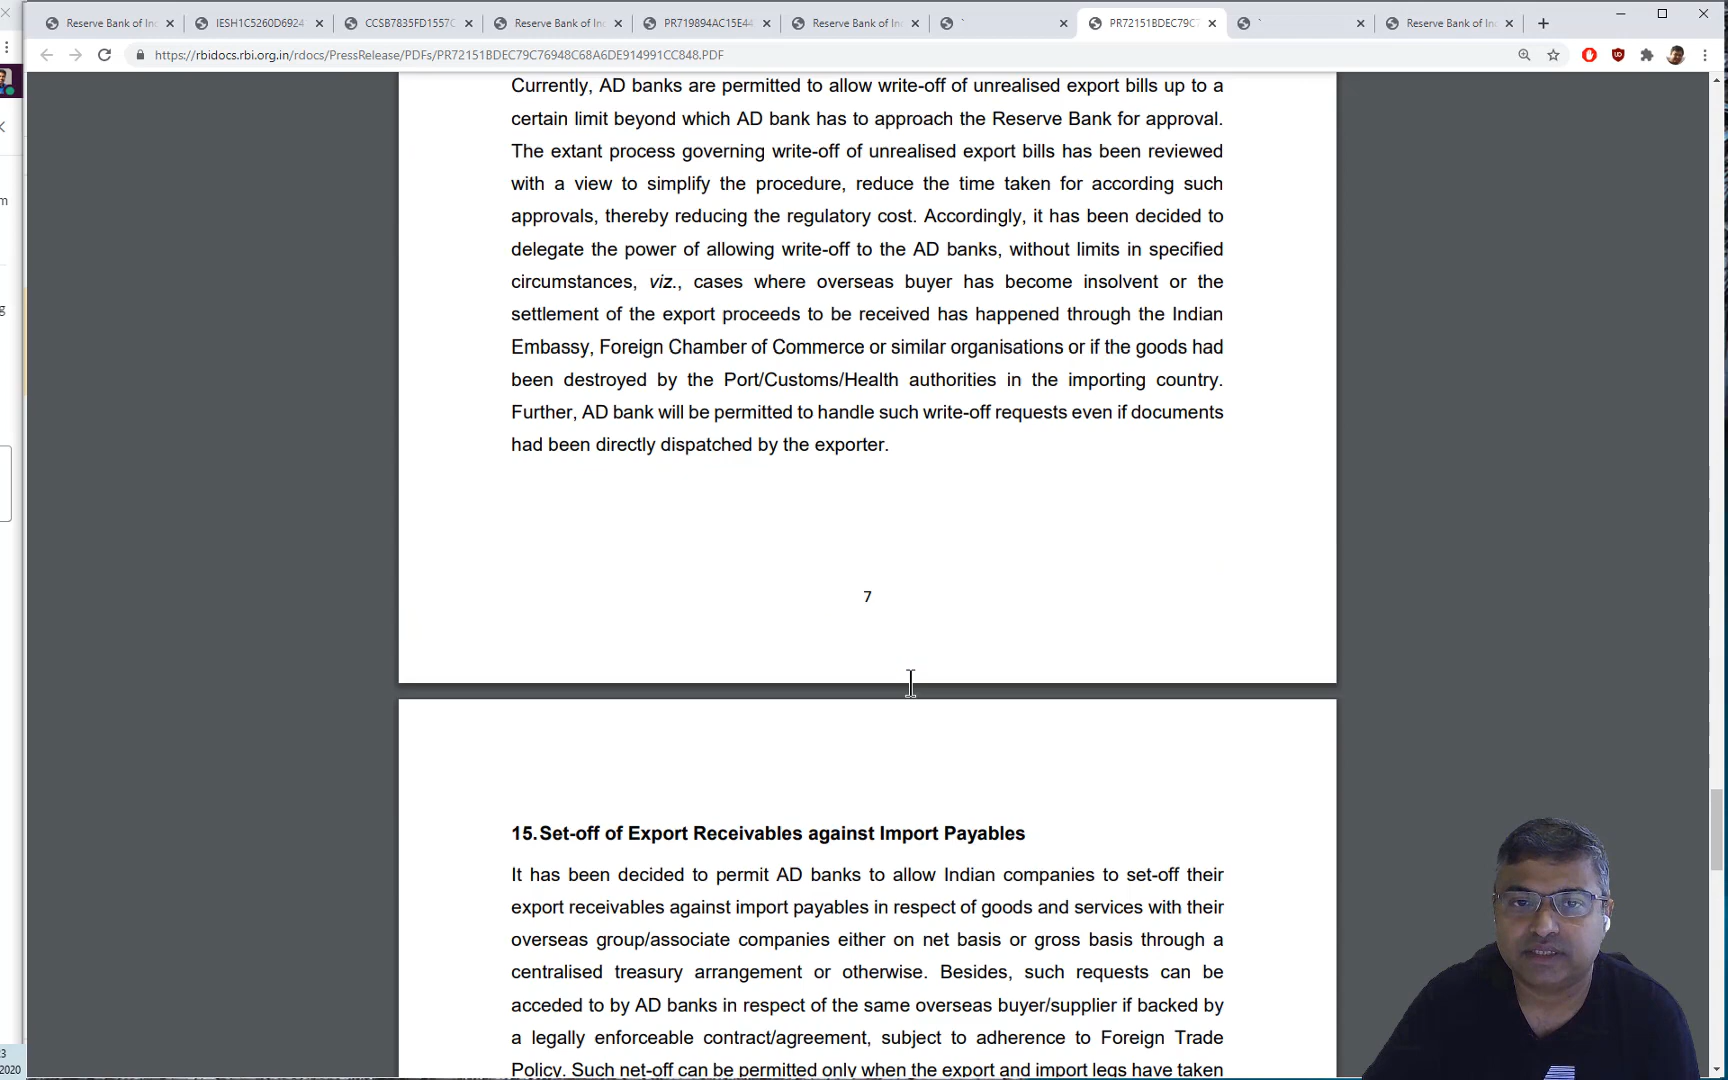 Reserve Bank of In
IESH1C5260D6924
CCSB7835FD1557C
Reserve Bank of Ind
PR719894AC15E44
Reserve Bank of Ind
`
PR72151BDEC79C7
`
Reserve Bank of Ind
https://rbidocs.rbi.org.in/rdocs/PressRelease/PDFs/PR72151BDEC79C76948C68A6DE914991CC848.PDF
Currently, AD banks are permitted to allow write-off of unrealised export bills up to a
certain limit beyond which AD bank has to approach the Reserve Bank for approval.
The extant process governing write-off of unrealised export bills has been reviewed
with a view to simplify the procedure, reduce the time taken for according such
approvals, thereby reducing the regulatory cost. Accordingly, it has been decided to
delegate the power of allowing write-off to the AD banks, without limits in specified
circumstances, viz., cases where overseas buyer has become insolvent or the
settlement of the export proceeds to be received has happened through the Indian
Embassy, Foreign Chamber of Commerce or similar organisations or if the goods had
been destroyed by the Port/Customs/Health authorities in the importing country.
Further, AD bank will be permitted to handle such write-off requests even if documents
had been directly dispatched by the exporter.
7
15. Set-off of Export Receivables against Import Payables
It has been decided to permit AD banks to allow Indian companies to set-off their
export receivables against import payables in respect of goods and services with their
overseas group/associate companies either on net basis or gross basis through a
centralised treasury arrangement or otherwise. Besides, such requests can be
acceded to by AD banks in respect of the same overseas buyer/supplier if backed by
a legally enforceable contract/agreement, subject to adherence to Foreign Trade
Policy. Such net-off can be permitted only when the export and import legs have taken
m
g
3
2020